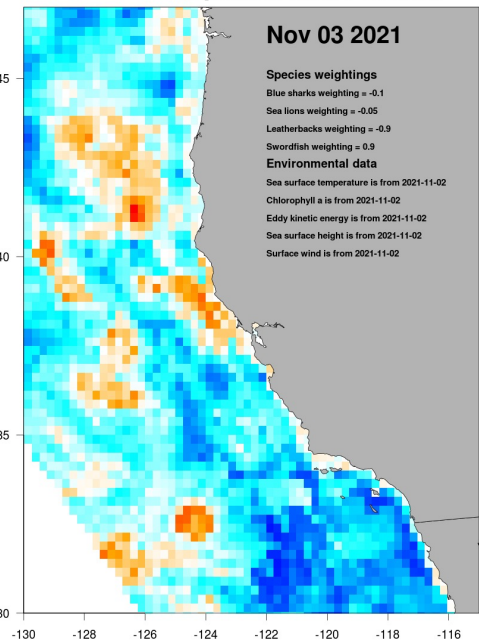 Nov 03 2021
45
Species weightings
Blue sharks weighting = -0.1
Sea lions weighting = -0.05
Leatherbacks weighting = -0.9
Swordfish weighting = 0.9
Environmental data
Sea surface temperature is from 2021-11-02
Chlorophyll a is from 2021-11-02
Eddy kinetic energy is from 2021-11-02
40
Sea surface height is from 2021-11-02
Surface wind is from 2021-11-02
35
30
-130 -128 -126 -124 -122 -120 -118 -116